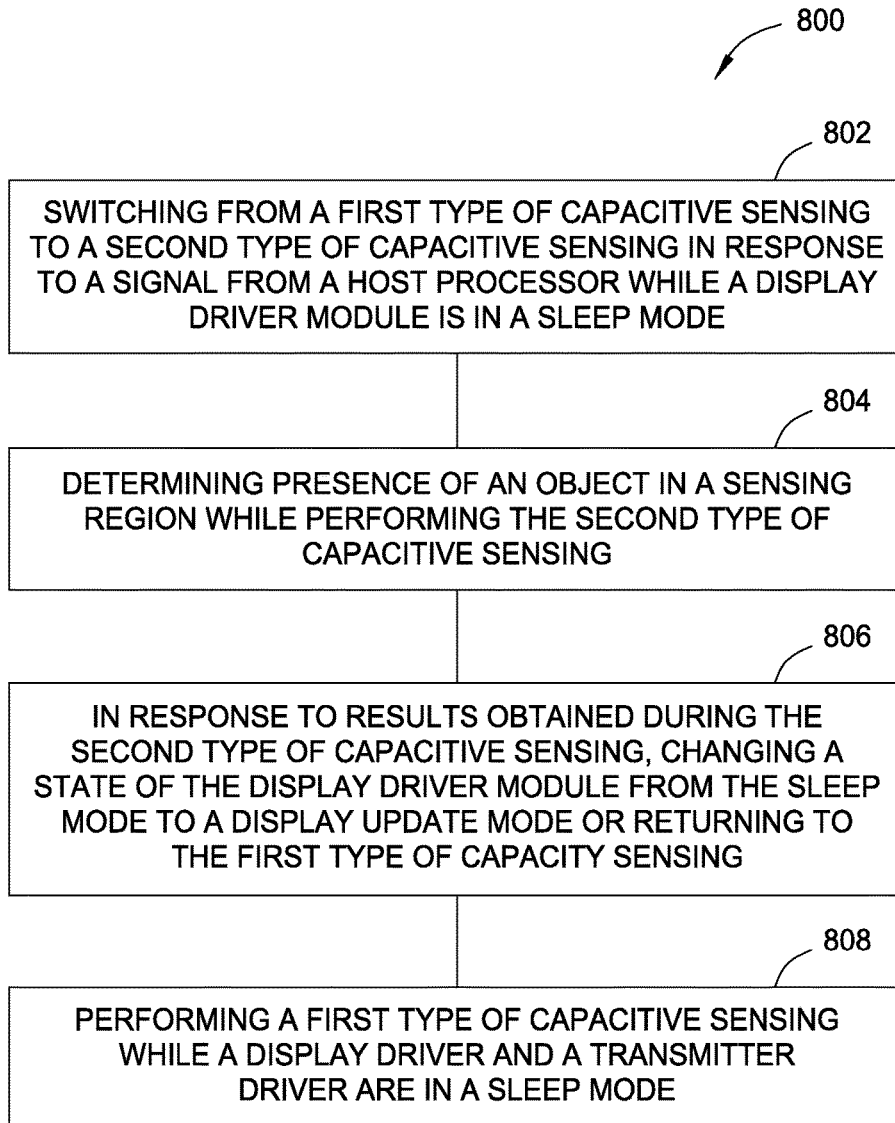 800
802
SWITCHING FROM A FIRST TYPE OF CAPACITIVE SENSING
TO A SECOND TYPE OF CAPACITIVE SENSING IN RESPONSE
TO A SIGNAL FROM A HOST PROCESSOR WHILE A DISPLAY
DRIVER MODULE IS IN A SLEEP MODE
804
DETERMINING PRESENCE OF AN OBJECT IN A SENSING
REGION WHILE PERFORMING THE SECOND TYPE OF
CAPACITIVE SENSING
806
IN RESPONSE TO RESULTS OBTAINED DURING THE
SECOND TYPE OF CAPACITIVE SENSING, CHANGING A
STATE OF THE DISPLAY DRIVER MODULE FROM THE SLEEP
MODE TO A DISPLAY UPDATE MODE OR RETURNING TO
THE FIRST TYPE OF CAPACITY SENSING
808
PERFORMING A FIRST TYPE OF CAPACITIVE SENSING
WHILE A DISPLAY DRIVER AND A TRANSMITTER
DRIVER ARE IN A SLEEP MODE